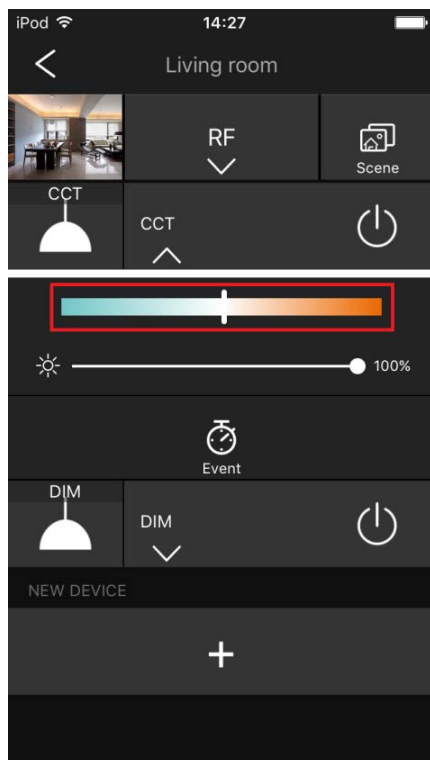 iPod 14:27
Living room
RF
Scene
CCT
CCT
100%
Event
DIM
DIM
NEW DEVICE
+